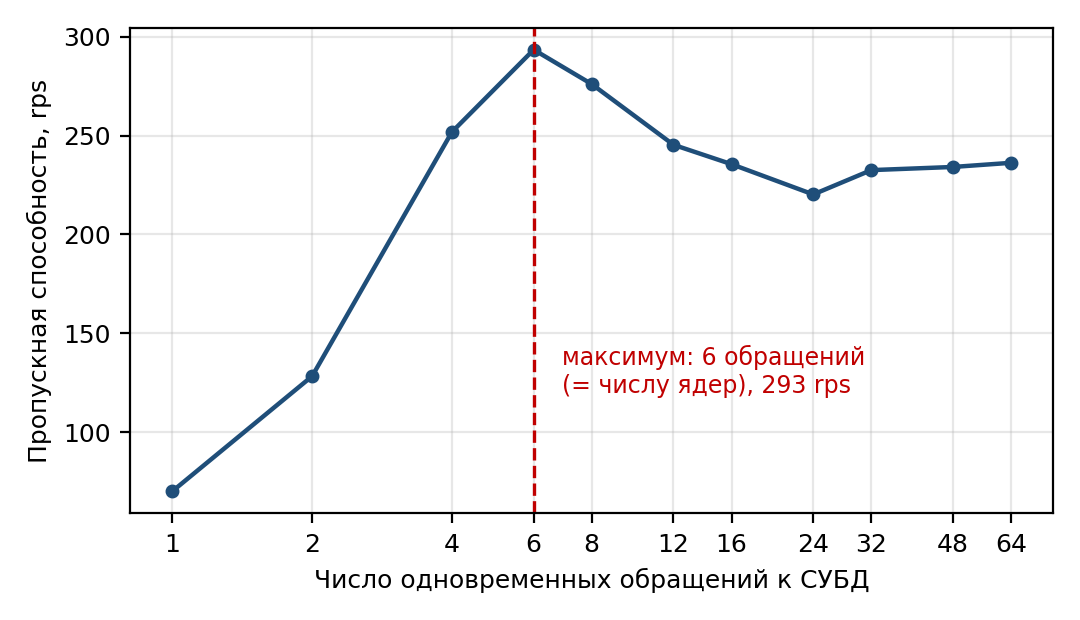 Пропускная способность, rps
300
250
200
150
100
максимум: 6 обращений
(= числу ядер), 293 rps
1 2 4 6 8 12 16 24 32 48 64
Число одновременных обращений к СУБД